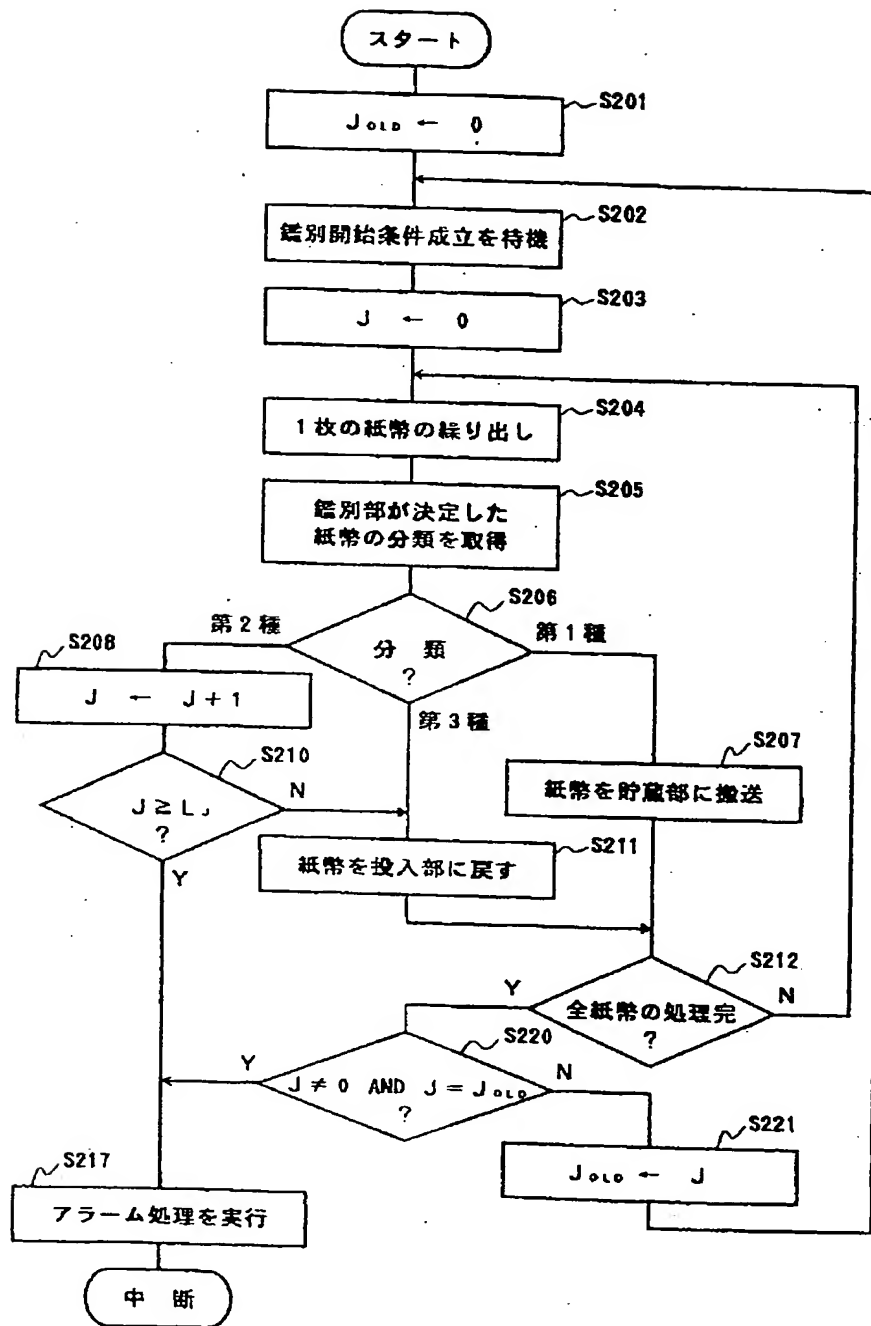 スタート
S201
JOLD ← 0
S202
鑑別開始条件成立を待機
S203
J ← 0
S204
1枚の紙幣の繰り出し
S205
鑑別部が決定した
紙幣の分類を取得
S206
第2種
第1種
分類
?
S208
J ← J+1
第3種
S207
紙幣を貯蔵部に搬送
S210
J≧LJ
?
N
Y
S211
紙幣を投入部に戻す
S212
Y
N
全紙幣の処理完
?
S220
Y
N
J≠0 AND J=JOLD
?
S221
JOLD ← J
S217
アラーム処理を実行
中断